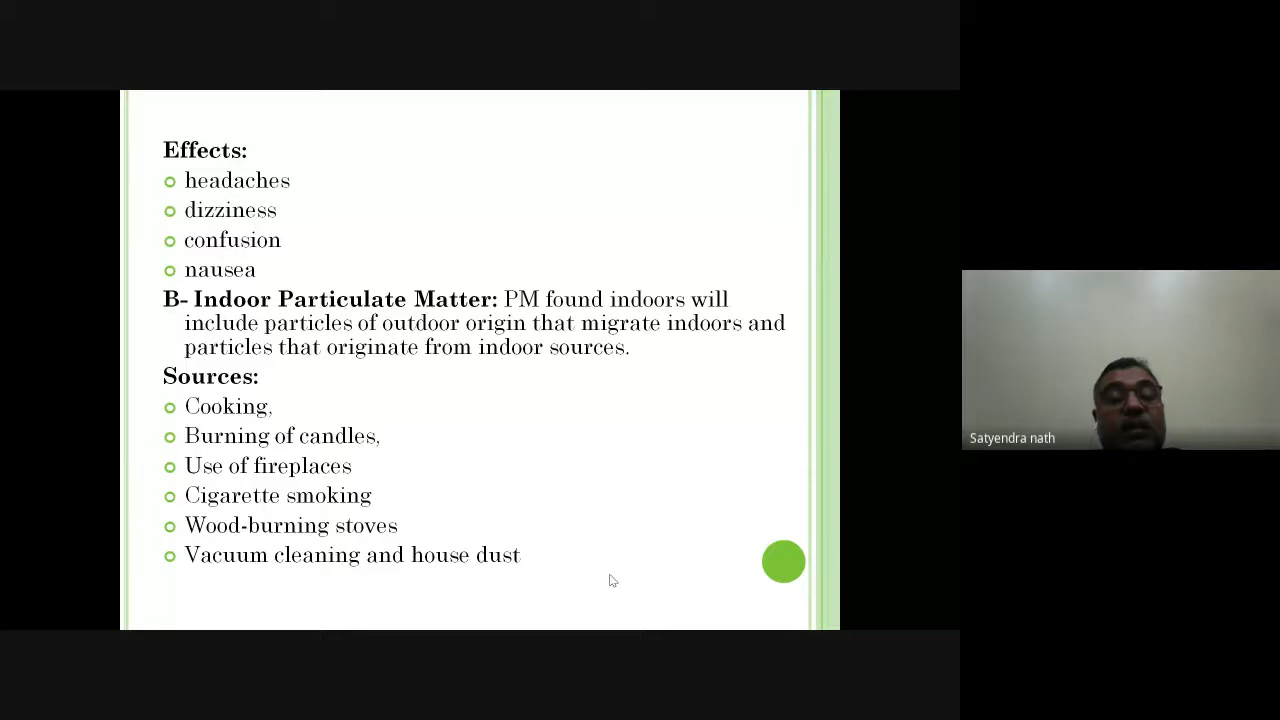 Effects:
headaches
dizziness
confusion
nausea
B- Indoor Particulate Matter: PM found indoors will
include particles of outdoor origin that migrate indoors and
particles that originate from indoor sources.
Sources:
Cooking,
Burning of candles,
Use of fireplaces
Cigarette smoking
Wood-burning stoves
Vacuum cleaning and house dust
Satyendra nath